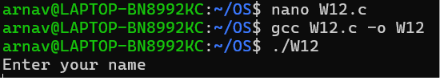 arnav@LAPTOP-BN8992KC:~/OS$ nano W12.c
arnav@LAPTOP-BN8992KC:~/OS$ gcc W12.c -o W12
arnav@LAPTOP-BN8992KC:~/OS$ ./W12
Enter your name